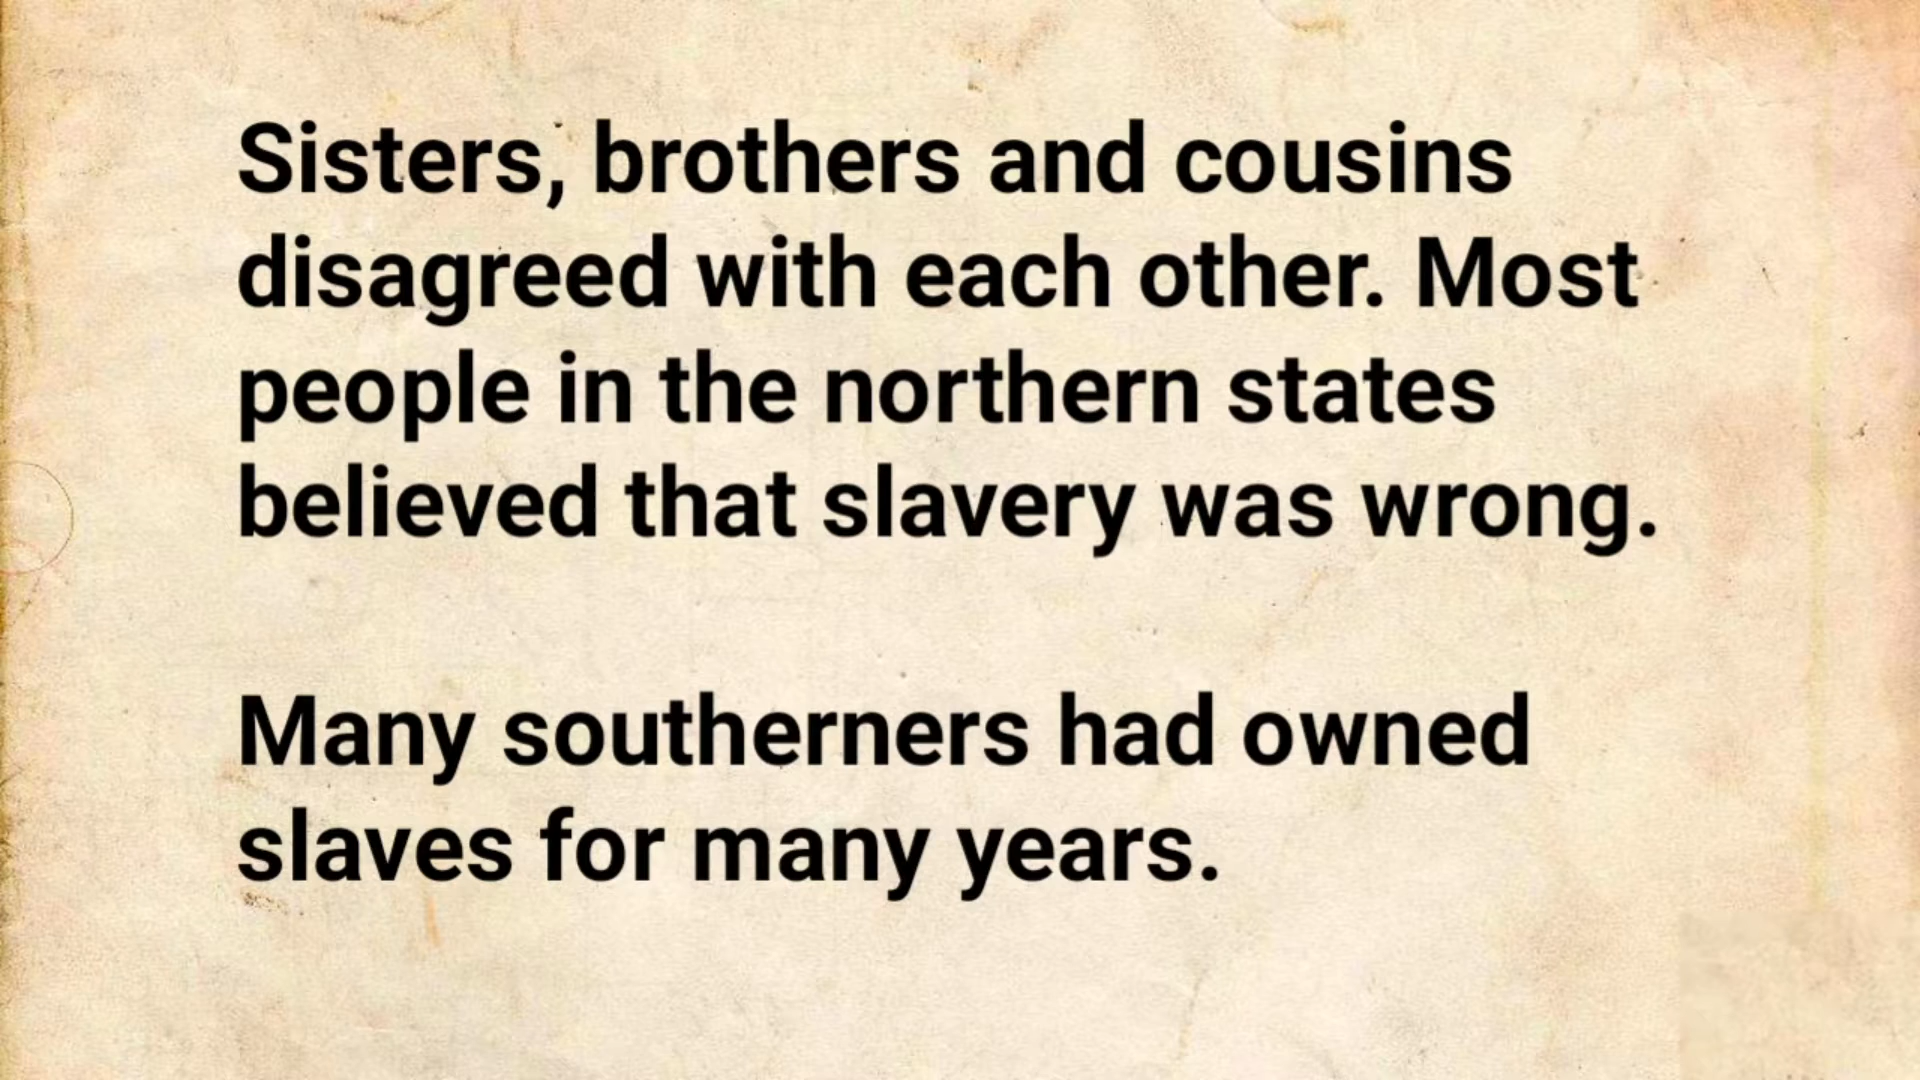 Sisters, brothers and cousins
disagreed with each other. Most
people in the northern states
believed that slavery was wrong.
Many southerners had owned
slaves for many years.